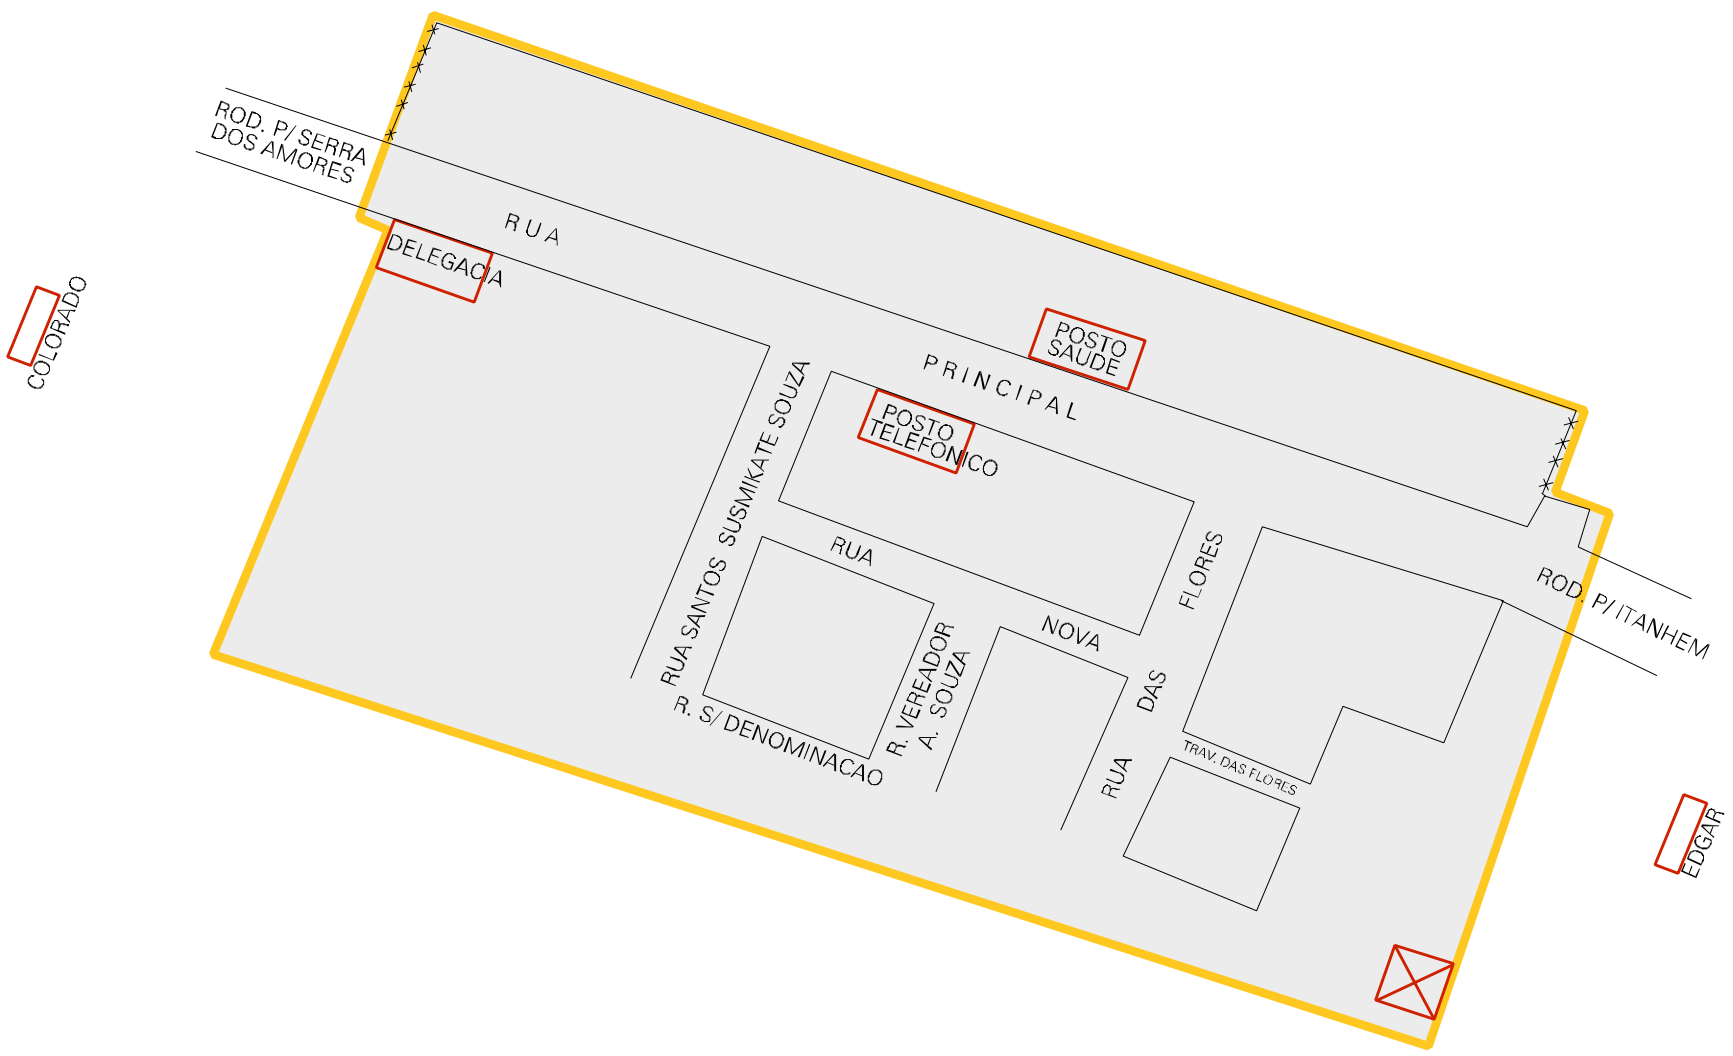 ROD. P/ SERRA
DOS AMORES
RUA
DELEGACIA
COLORADO
POSTO
SAUDE
PRINCIPAL
POSTO
TELEFONICO
RUA SANTOS SUSMIKATE SOUZA
RUA
NOVA
FLORES
DAS
RUA
ROD. P/ ITANHEM
R. VEREADOR
A. SOUZA
R. S/ DENOMINACAO
TRAV. DAS FLORES
EDGAR